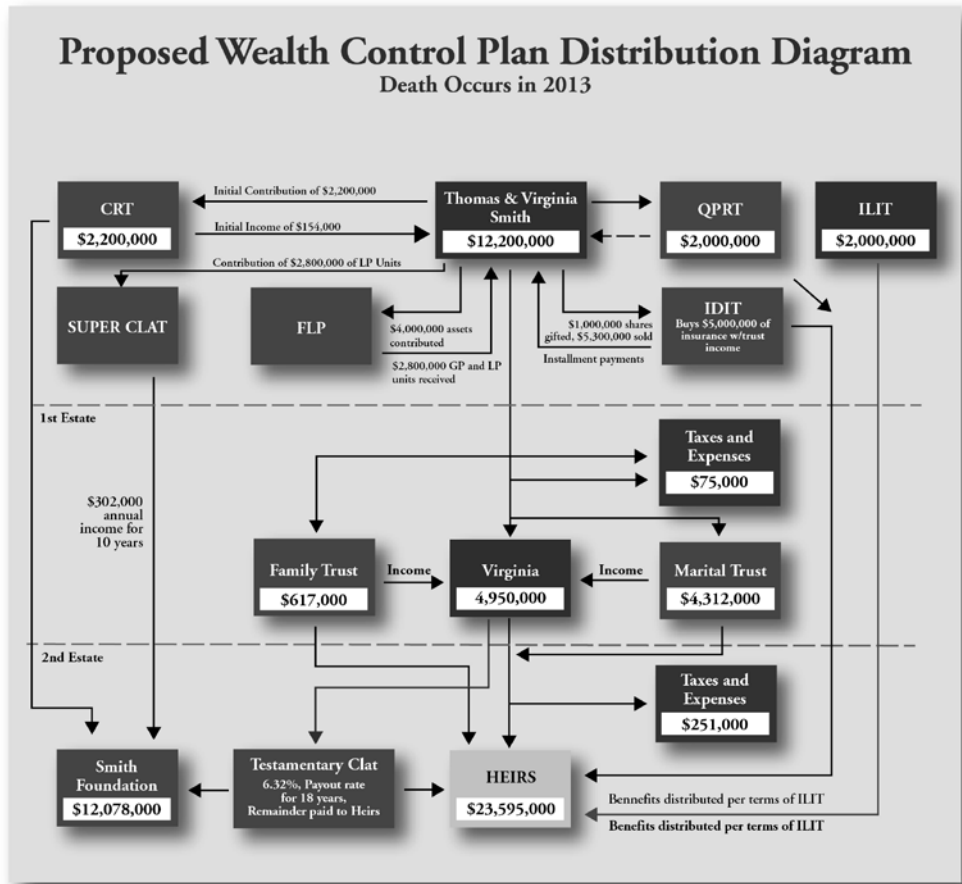 Proposed Wealth Control Plan Distribution Diagram
Death Occurs in 2013
CRT
$2,200,000
Initial Contribution of $2,200,000
Initial Income of $154,000
Thomas & Virginia
Smith
$12,200,000
QPRT
$2,000,000
ILIT
$2,000,000
Contribution of $2,800,000 of LP Units
SUPER CLAT
FLP
$4,000,000 assets
contributed
$2,800,000 GP and LP
units received
$1,000,000 shares
gifted, $5,300,000 sold
Installment payments
IDIT
Buys $5,000,000 of
insurance w/trust
income
1st Estate
Taxes and
Expenses
$75,000
$302,000
annual
income for
10 years
Family Trust
$617,000
Income
Virginia
4,950,000
Income
Marital Trust
$4,312,000
2nd Estate
Taxes and
Expenses
$251,000
Smith
Foundation
$12,078,000
Testamentary Clat
6.32%, Payout rate
for 18 years,
Remainder paid to Heirs
HEIRS
$23,595,000
Bennefits distributed per terms of ILIT
Benefits distributed per terms of ILIT